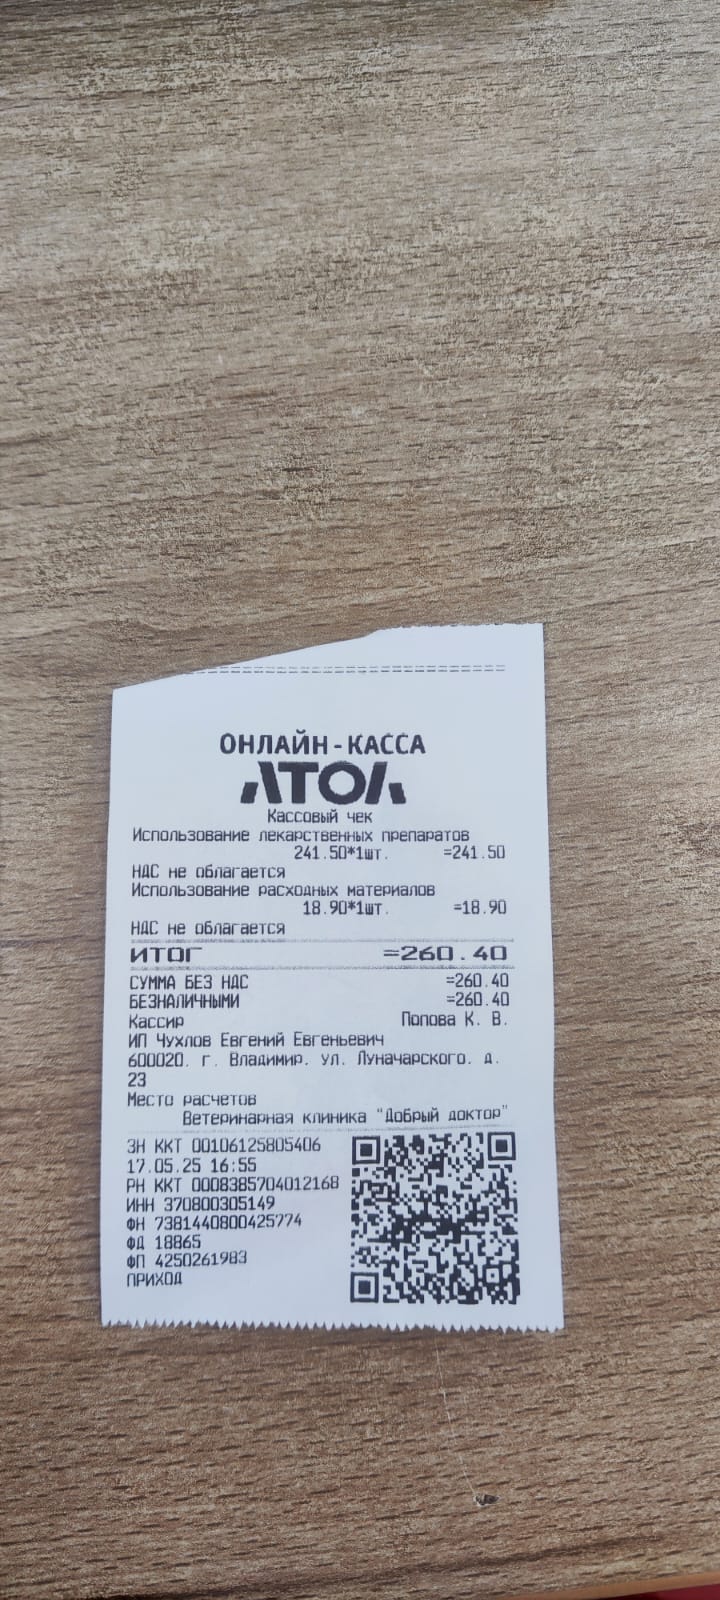 ОНЛАЙН-КАССА
АТОЛ
Кассовый чек
Использование лекарственных препаратов
241.50*1шт. =241.50
НДС не облагается
Использование расходных материалов
18.90*1шт. =18.90
НДС не облагается
ИТОГ =260.40
СУММА БЕЗ НДС =260.40
БЕЗНАЛИЧНЫМИ =260.40
Кассир Попова К. В.
ИП Чухлов Евгений Евгеньевич
600020. г. Владимир. ул. Луначарского. д.
23
Место расчетов
Ветеринарная клиника "Добрый доктор"
ЗН ККТ 00106125805406
17.05.25 16:55
РН ККТ 0008385704012168
ИНН 370800305149
ФН 7381440800425774
ФД 18865
ФП 4250261983
ПРИХОД